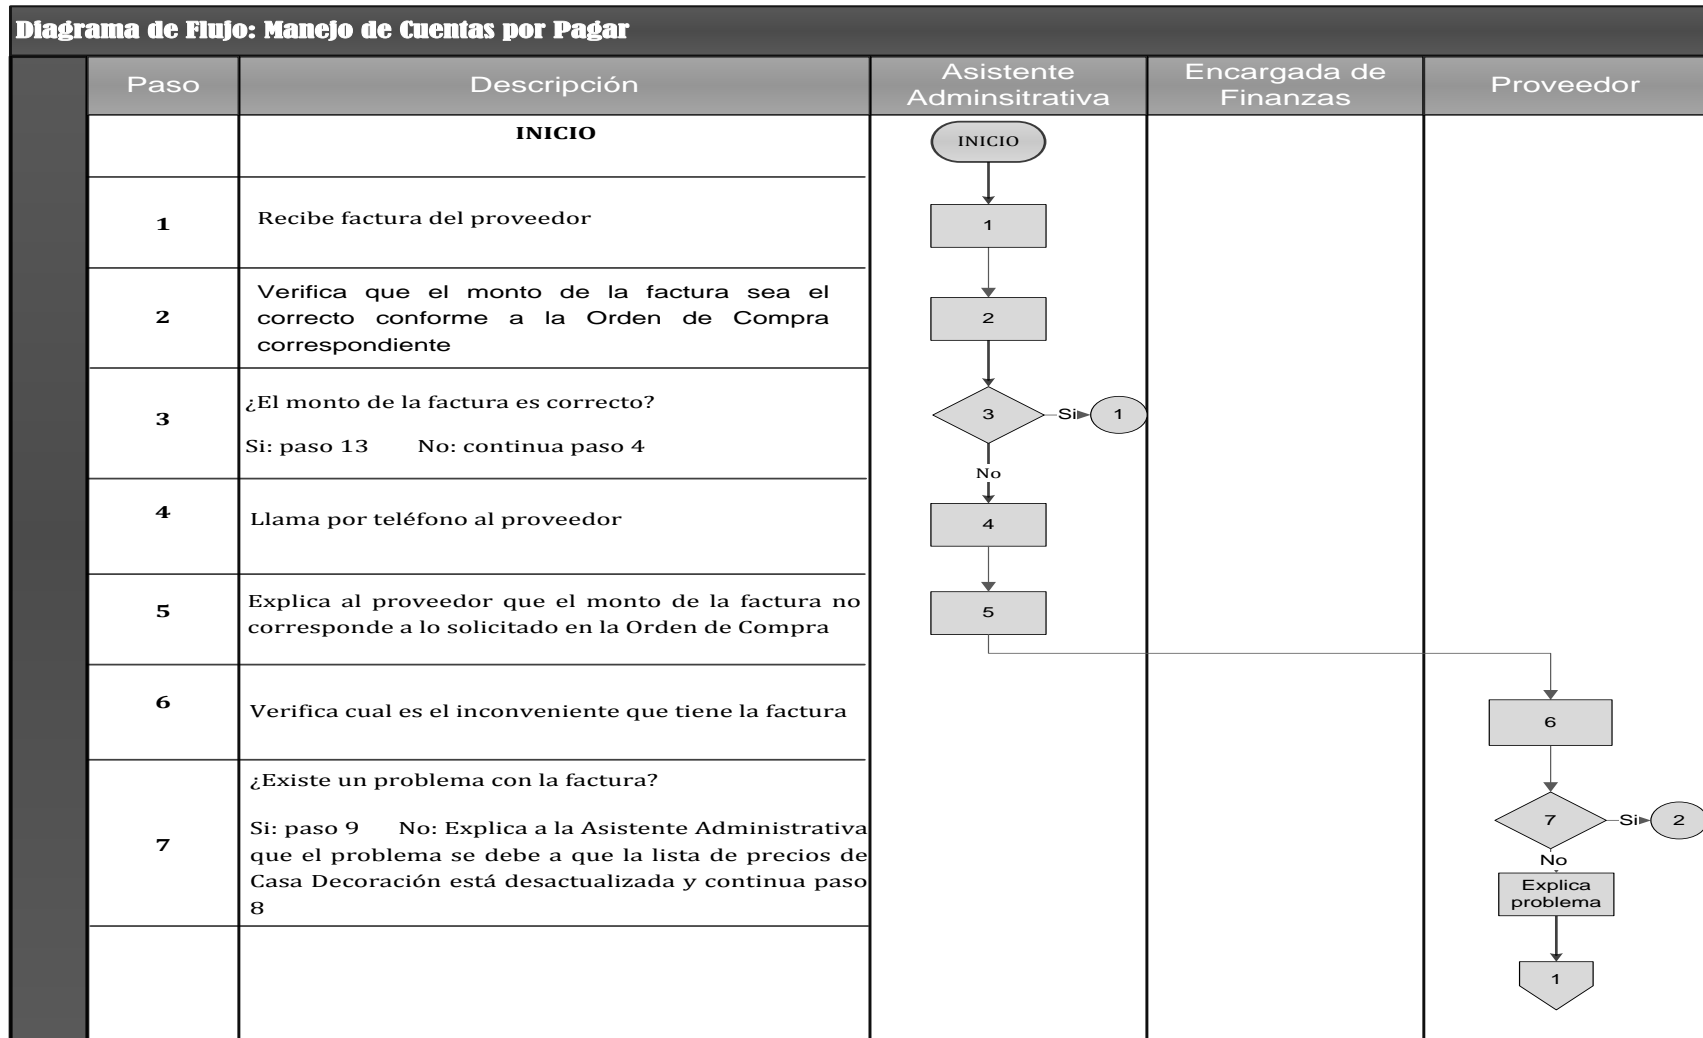 Diagrama de Flujo: Manejo de Cuentas por Pagar
Paso
Descripción
Asistente
Adminsitrativa
Encargada de
Finanzas
Proveedor
INICIO
INICIO
1
Recibe factura del proveedor
1
2
Verifica que el monto de la factura sea el
correcto conforme a la Orden de Compra
correspondiente
2
3
¿El monto de la factura es correcto?
Si: paso 13 No: continua paso 4
3
Si
1
No
4
Llama por teléfono al proveedor
4
5
Explica al proveedor que el monto de la factura no
corresponde a lo solicitado en la Orden de Compra
5
6
Verifica cual es el inconveniente que tiene la factura
6
7
¿Existe un problema con la factura?
Si: paso 9 No: Explica a la Asistente Administrativa
que el problema se debe a que la lista de precios de
Casa Decoración está desactualizada y continua paso
8
7
Si
2
No
Explica
problema
1